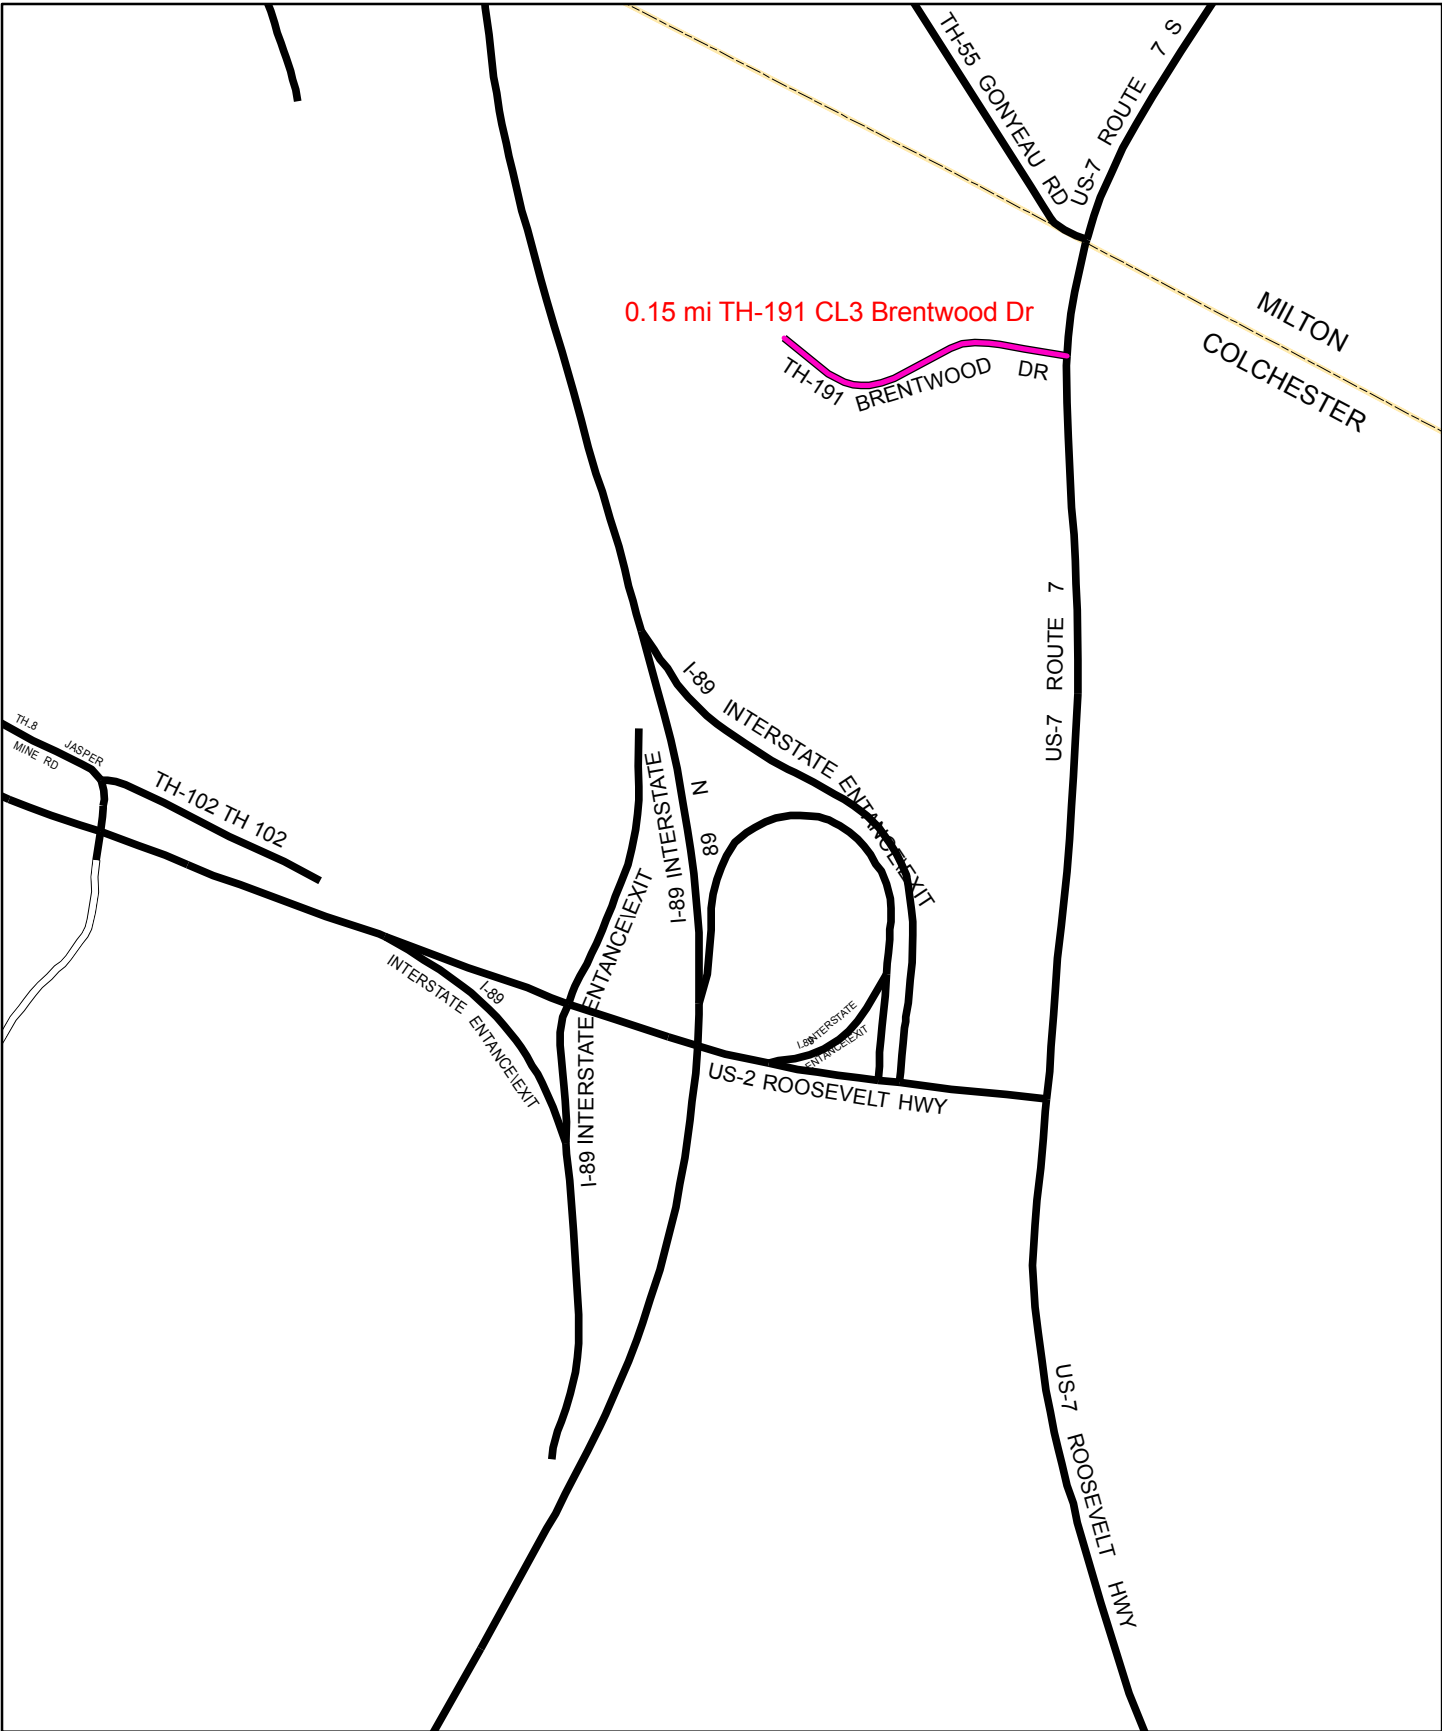 TH-55 GONYEAU RD
US-7 ROUTE 7 S
0.15 mi TH-191 CL3 Brentwood Dr
MILTON
COLCHESTER
TH-191 BRENTWOOD DR
US-7 ROUTE 7
I-89 INTERSTATE ENTANCE\EXIT
TH-8 JASPER
MINE RD
TH-102 TH 102
I-89 INTERSTATE
89 N
INTERSTATE ENTANCE\EXIT
I-89
I-89 INTERSTATE ENTANCE\EXIT
I-89 INTERSTATE
ENTANCE\EXIT
US-2 ROOSEVELT HWY
US-7 ROOSEVELT HWY